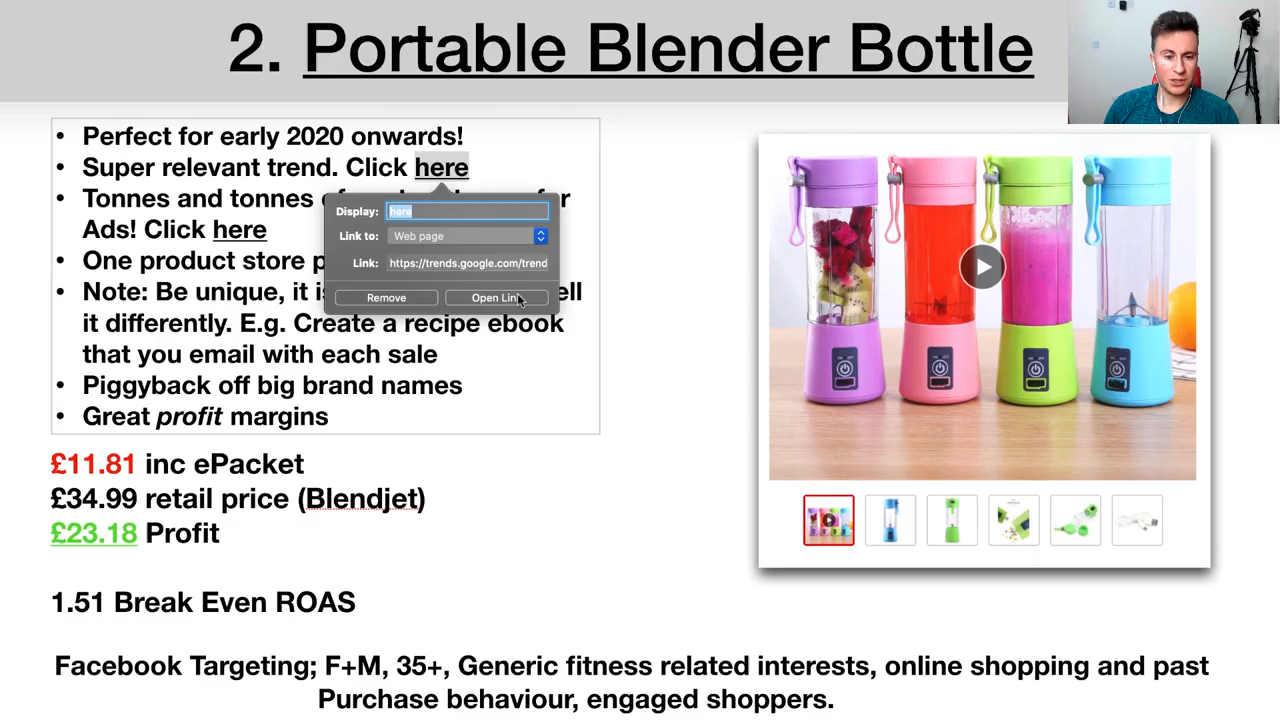 2. Portable Blender Bottle
• Perfect for early 2020 onwards!
• Super relevant trend. Click here
• Tonnes and tonnes
Ads! Click here
• One product store
• Note: Be unique, it
it differently. E.g. Create a recipe ebook
that you email with each sale
• Piggyback off big brand names
• Great profit margins
Display: here
Link to: Web page
Link: https://trends.google.com/trend
Remove Open Link
£11.81 inc ePacket
£34.99 retail price (Blendjet)
£23.18 Profit
1.51 Break Even ROAS
Facebook Targeting; F+M, 35+, Generic fitness related interests, online shopping and past
Purchase behaviour, engaged shoppers.